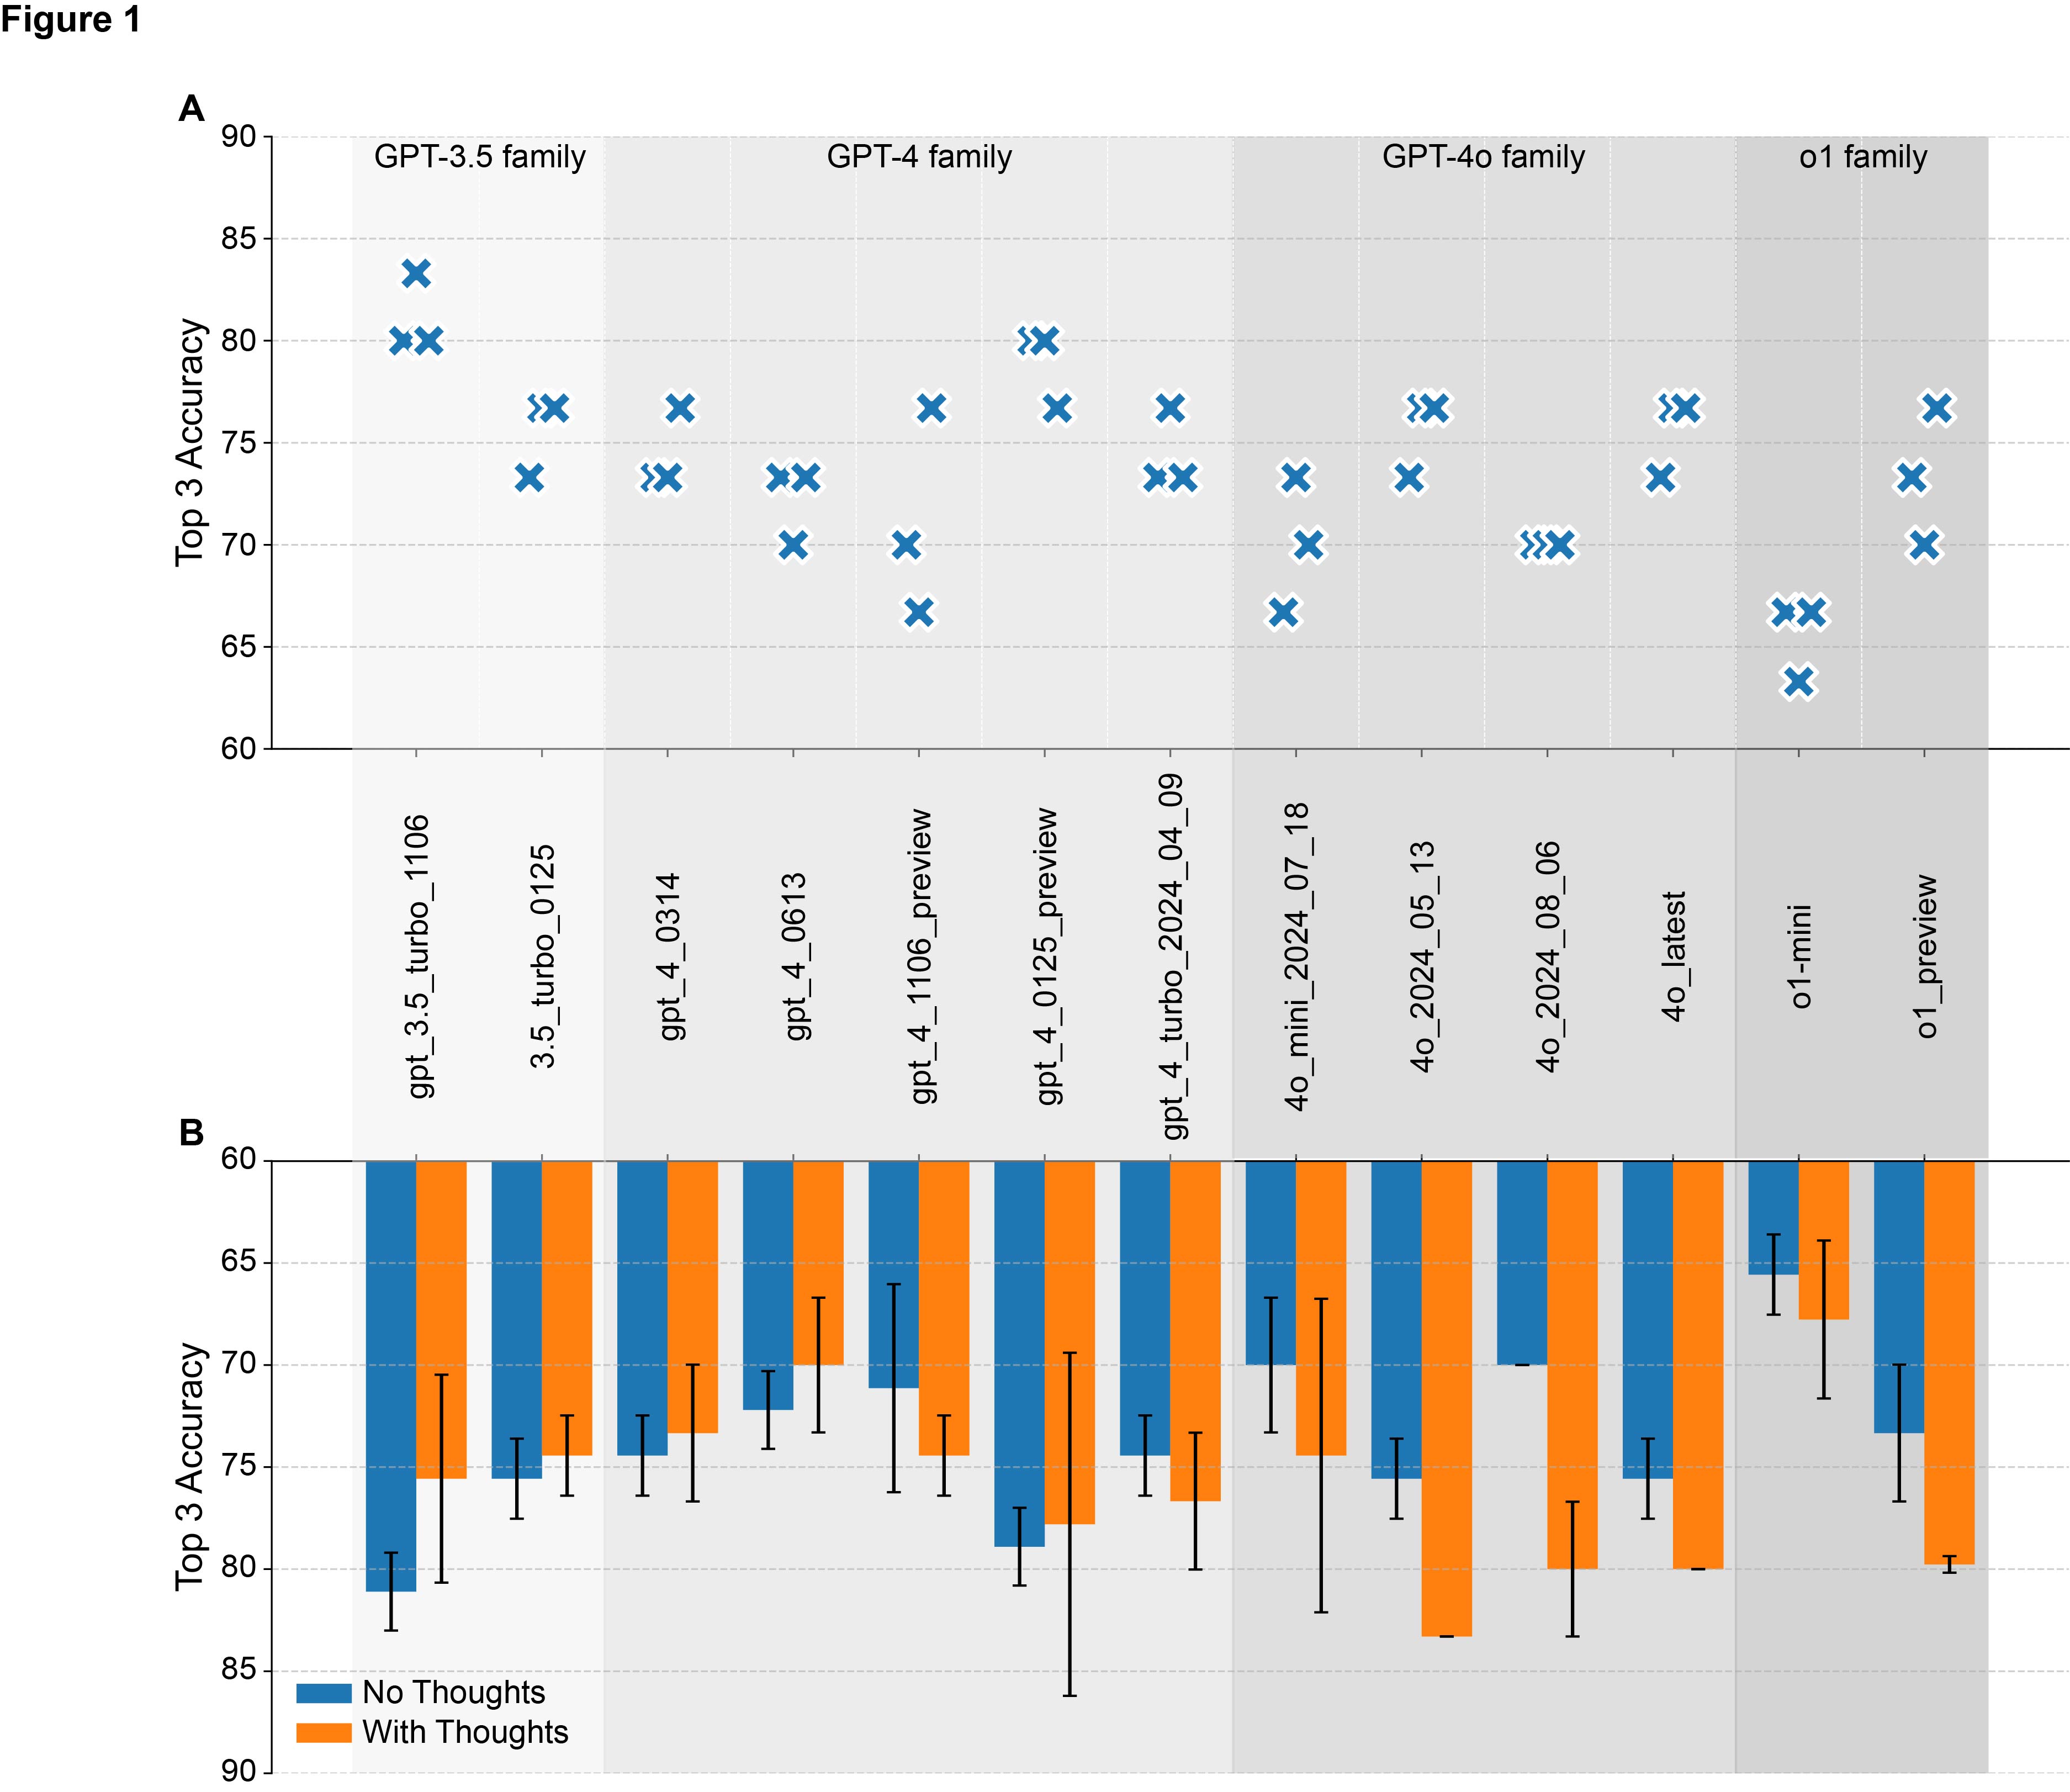 Figure 1
A
GPT-3.5 family
GPT-4 family
GPT-4o family
o1 family
90
85
80
75
70
65
60
Top 3 Accuracy
gpt_3.5_turbo_1106
3.5_turbo_0125
gpt_4_0314
gpt_4_0613
gpt_4_1106_preview
gpt_4_0125_preview
gpt_4_turbo_2024_04_09
4o_mini_2024_07_18
4o_2024_05_13
4o_2024_08_06
4o_latest
o1-mini
o1_preview
B
60
65
70
75
80
85
90
Top 3 Accuracy
No Thoughts
With Thoughts